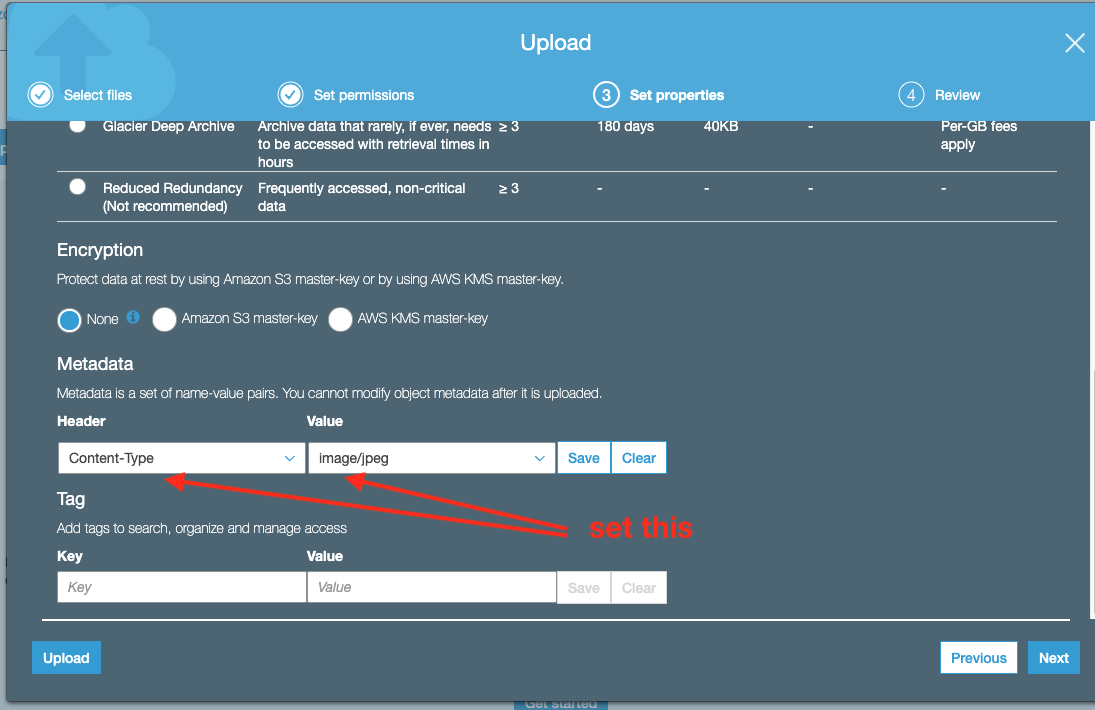 Upload
Select files
Set permissions
3 Set properties
4 Review
Glacier Deep Archive Archive data that rarely, if ever, needs ≥ 3 180 days 40KB - Per-GB fees
to be accessed with retrieval times in apply
hours
Reduced Redundancy Frequently accessed, non-critical ≥ 3 - - - -
(Not recommended) data
Encryption
Protect data at rest by using Amazon S3 master-key or by using AWS KMS master-key.
None Amazon S3 master-key AWS KMS master-key
Metadata
Metadata is a set of name-value pairs. You cannot modify object metadata after it is uploaded.
Header Value
Content-Type image/jpeg Save Clear
Tag
set this
Add tags to search, organize and manage access
Key Value
Key Value Save Clear
Upload Previous Next
Get started